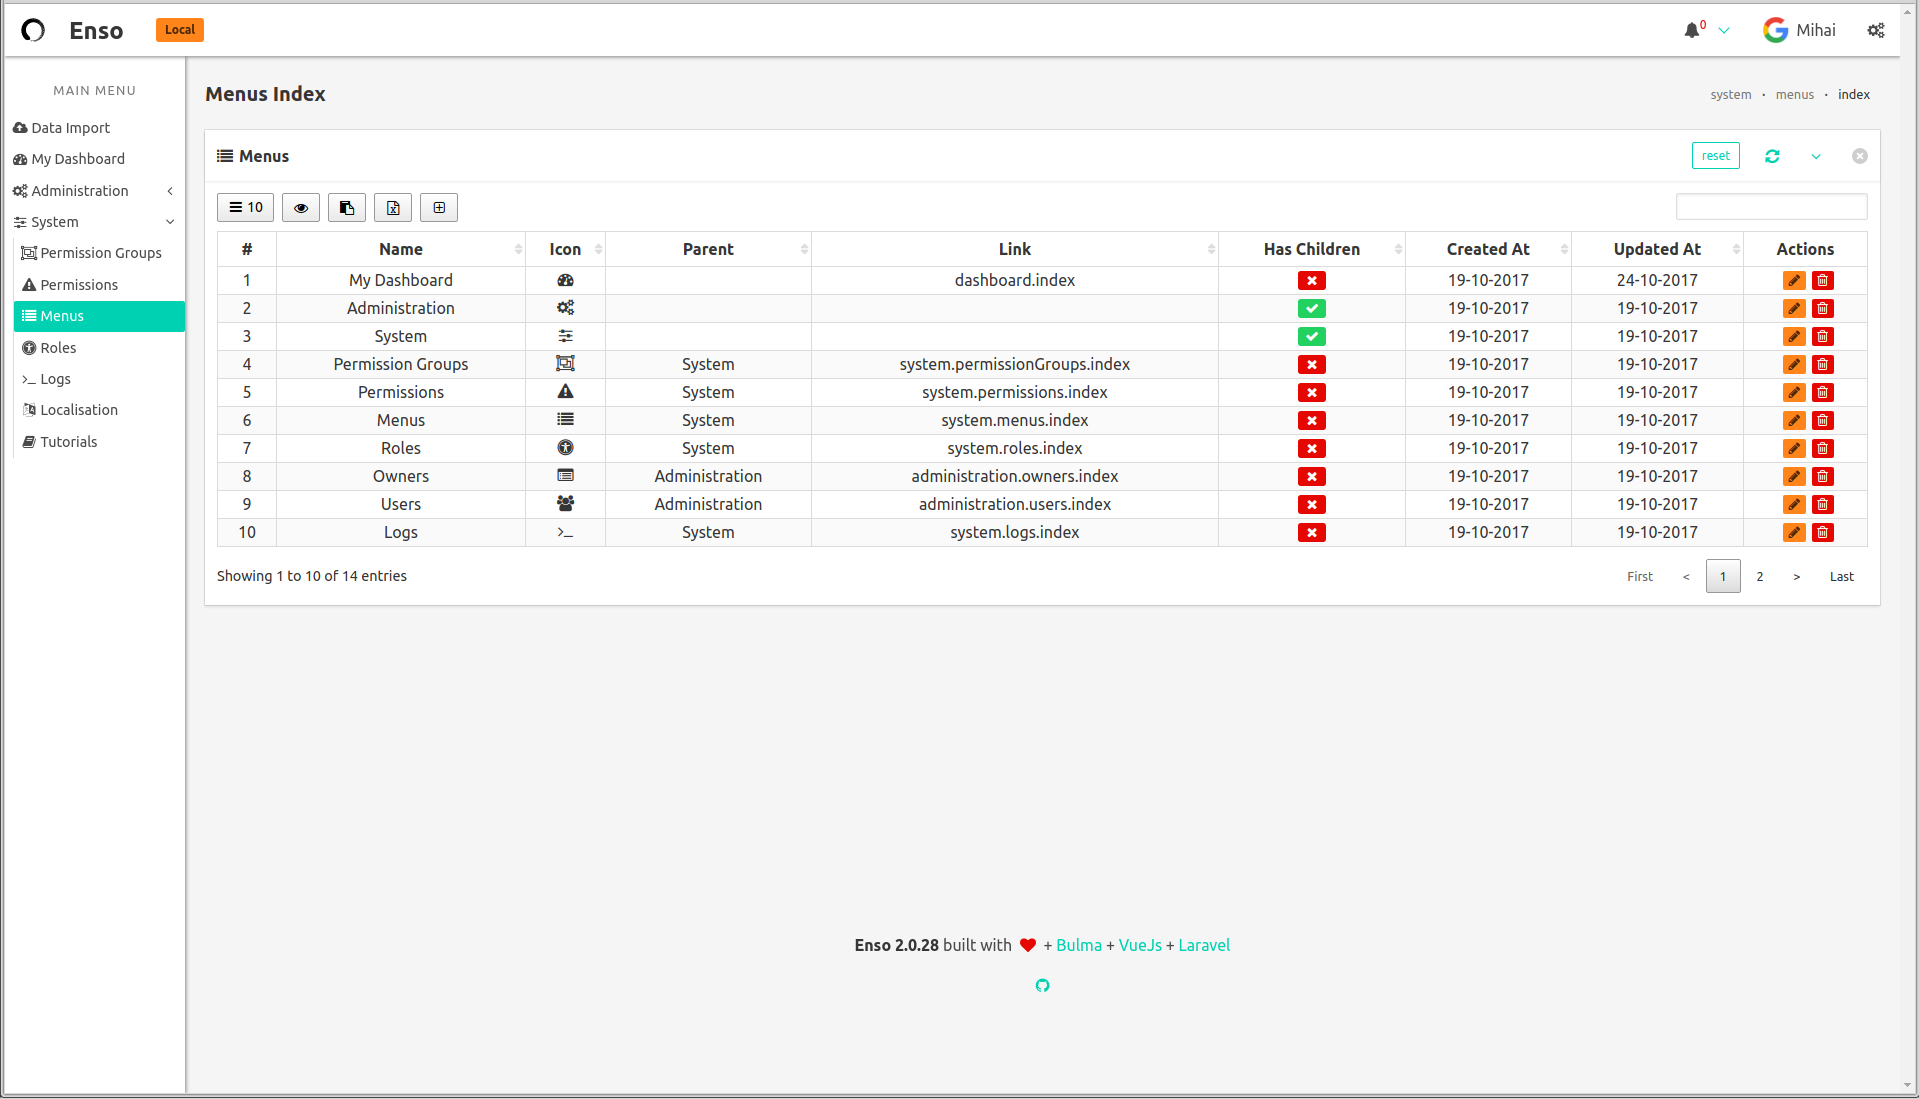 Enso Local 0 Mihai
MAIN MENU
Data Import
My Dashboard
Administration
System
Permission Groups
Permissions
Menus
Roles
Logs
Localisation
Tutorials
Menus Index system · menus · index
Menus reset
10
# Name Icon Parent Link Has Children Created At Updated At Actions
1 My Dashboard dashboard.index 19-10-2017 24-10-2017
2 Administration 19-10-2017 19-10-2017
3 System 19-10-2017 19-10-2017
4 Permission Groups System system.permissionGroups.index 19-10-2017 19-10-2017
5 Permissions System system.permissions.index 19-10-2017 19-10-2017
6 Menus System system.menus.index 19-10-2017 19-10-2017
7 Roles System system.roles.index 19-10-2017 19-10-2017
8 Owners Administration administration.owners.index 19-10-2017 19-10-2017
9 Users Administration administration.users.index 19-10-2017 19-10-2017
10 Logs System system.logs.index 19-10-2017 19-10-2017
Showing 1 to 10 of 14 entries First < 1 2 > Last
Enso 2.0.28 built with ♥ + Bulma + VueJs + Laravel